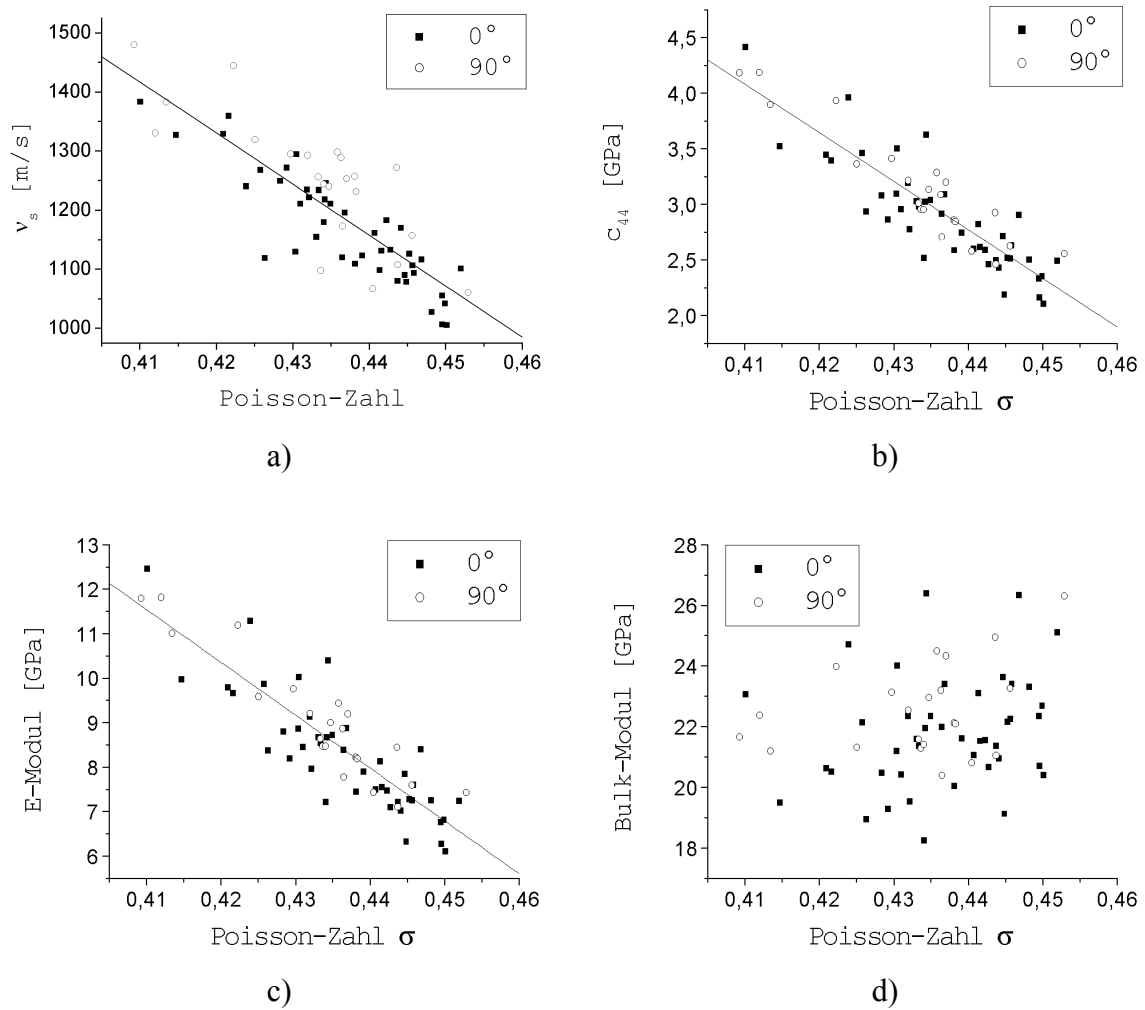 1500
1400
1300
1200
1100
1000
v_s [m/s]
0°
90°
0,41 0,42 0,43 0,44 0,45 0,46
Poisson-Zahl
a)
4,5
4,0
3,5
3,0
2,5
2,0
C_44 [GPa]
0°
90°
0,41 0,42 0,43 0,44 0,45 0,46
Poisson-Zahl σ
b)
13
12
11
10
9
8
7
6
E-Modul [GPa]
0°
90°
0,41 0,42 0,43 0,44 0,45 0,46
Poisson-Zahl σ
c)
28
26
24
22
20
18
Bulk-Modul [GPa]
0°
90°
0,41 0,42 0,43 0,44 0,45 0,46
Poisson-Zahl σ
d)